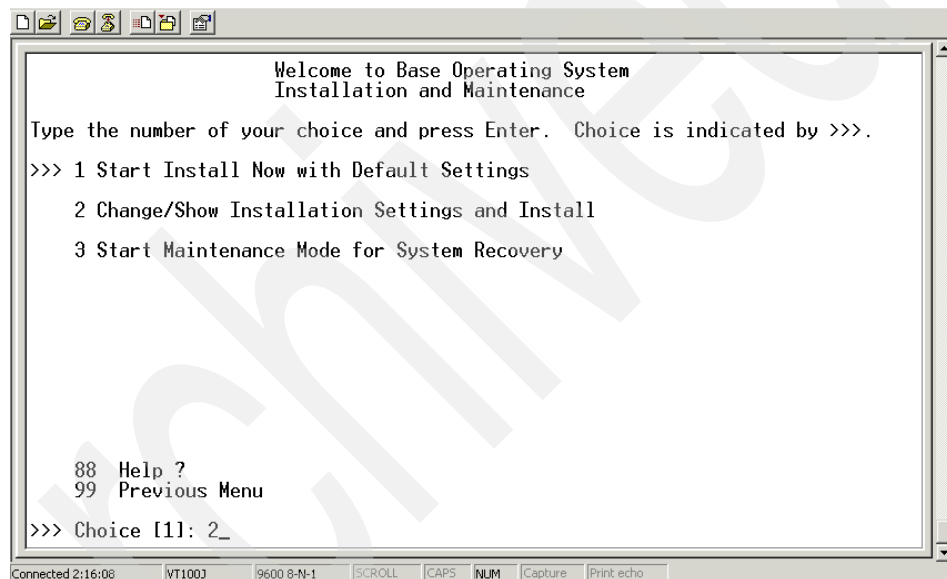 Welcome to Base Operating System
Installation and Maintenance
Type the number of your choice and press Enter.  Choice is indicated by >>>.
>>> 1 Start Install Now with Default Settings
2 Change/Show Installation Settings and Install
3 Start Maintenance Mode for System Recovery
88  Help ?
99  Previous Menu
>>> Choice [1]: 2_
Connected 2:16:08 VT100J 9600 8-N-1 SCROLL CAPS NUM Capture Print echo